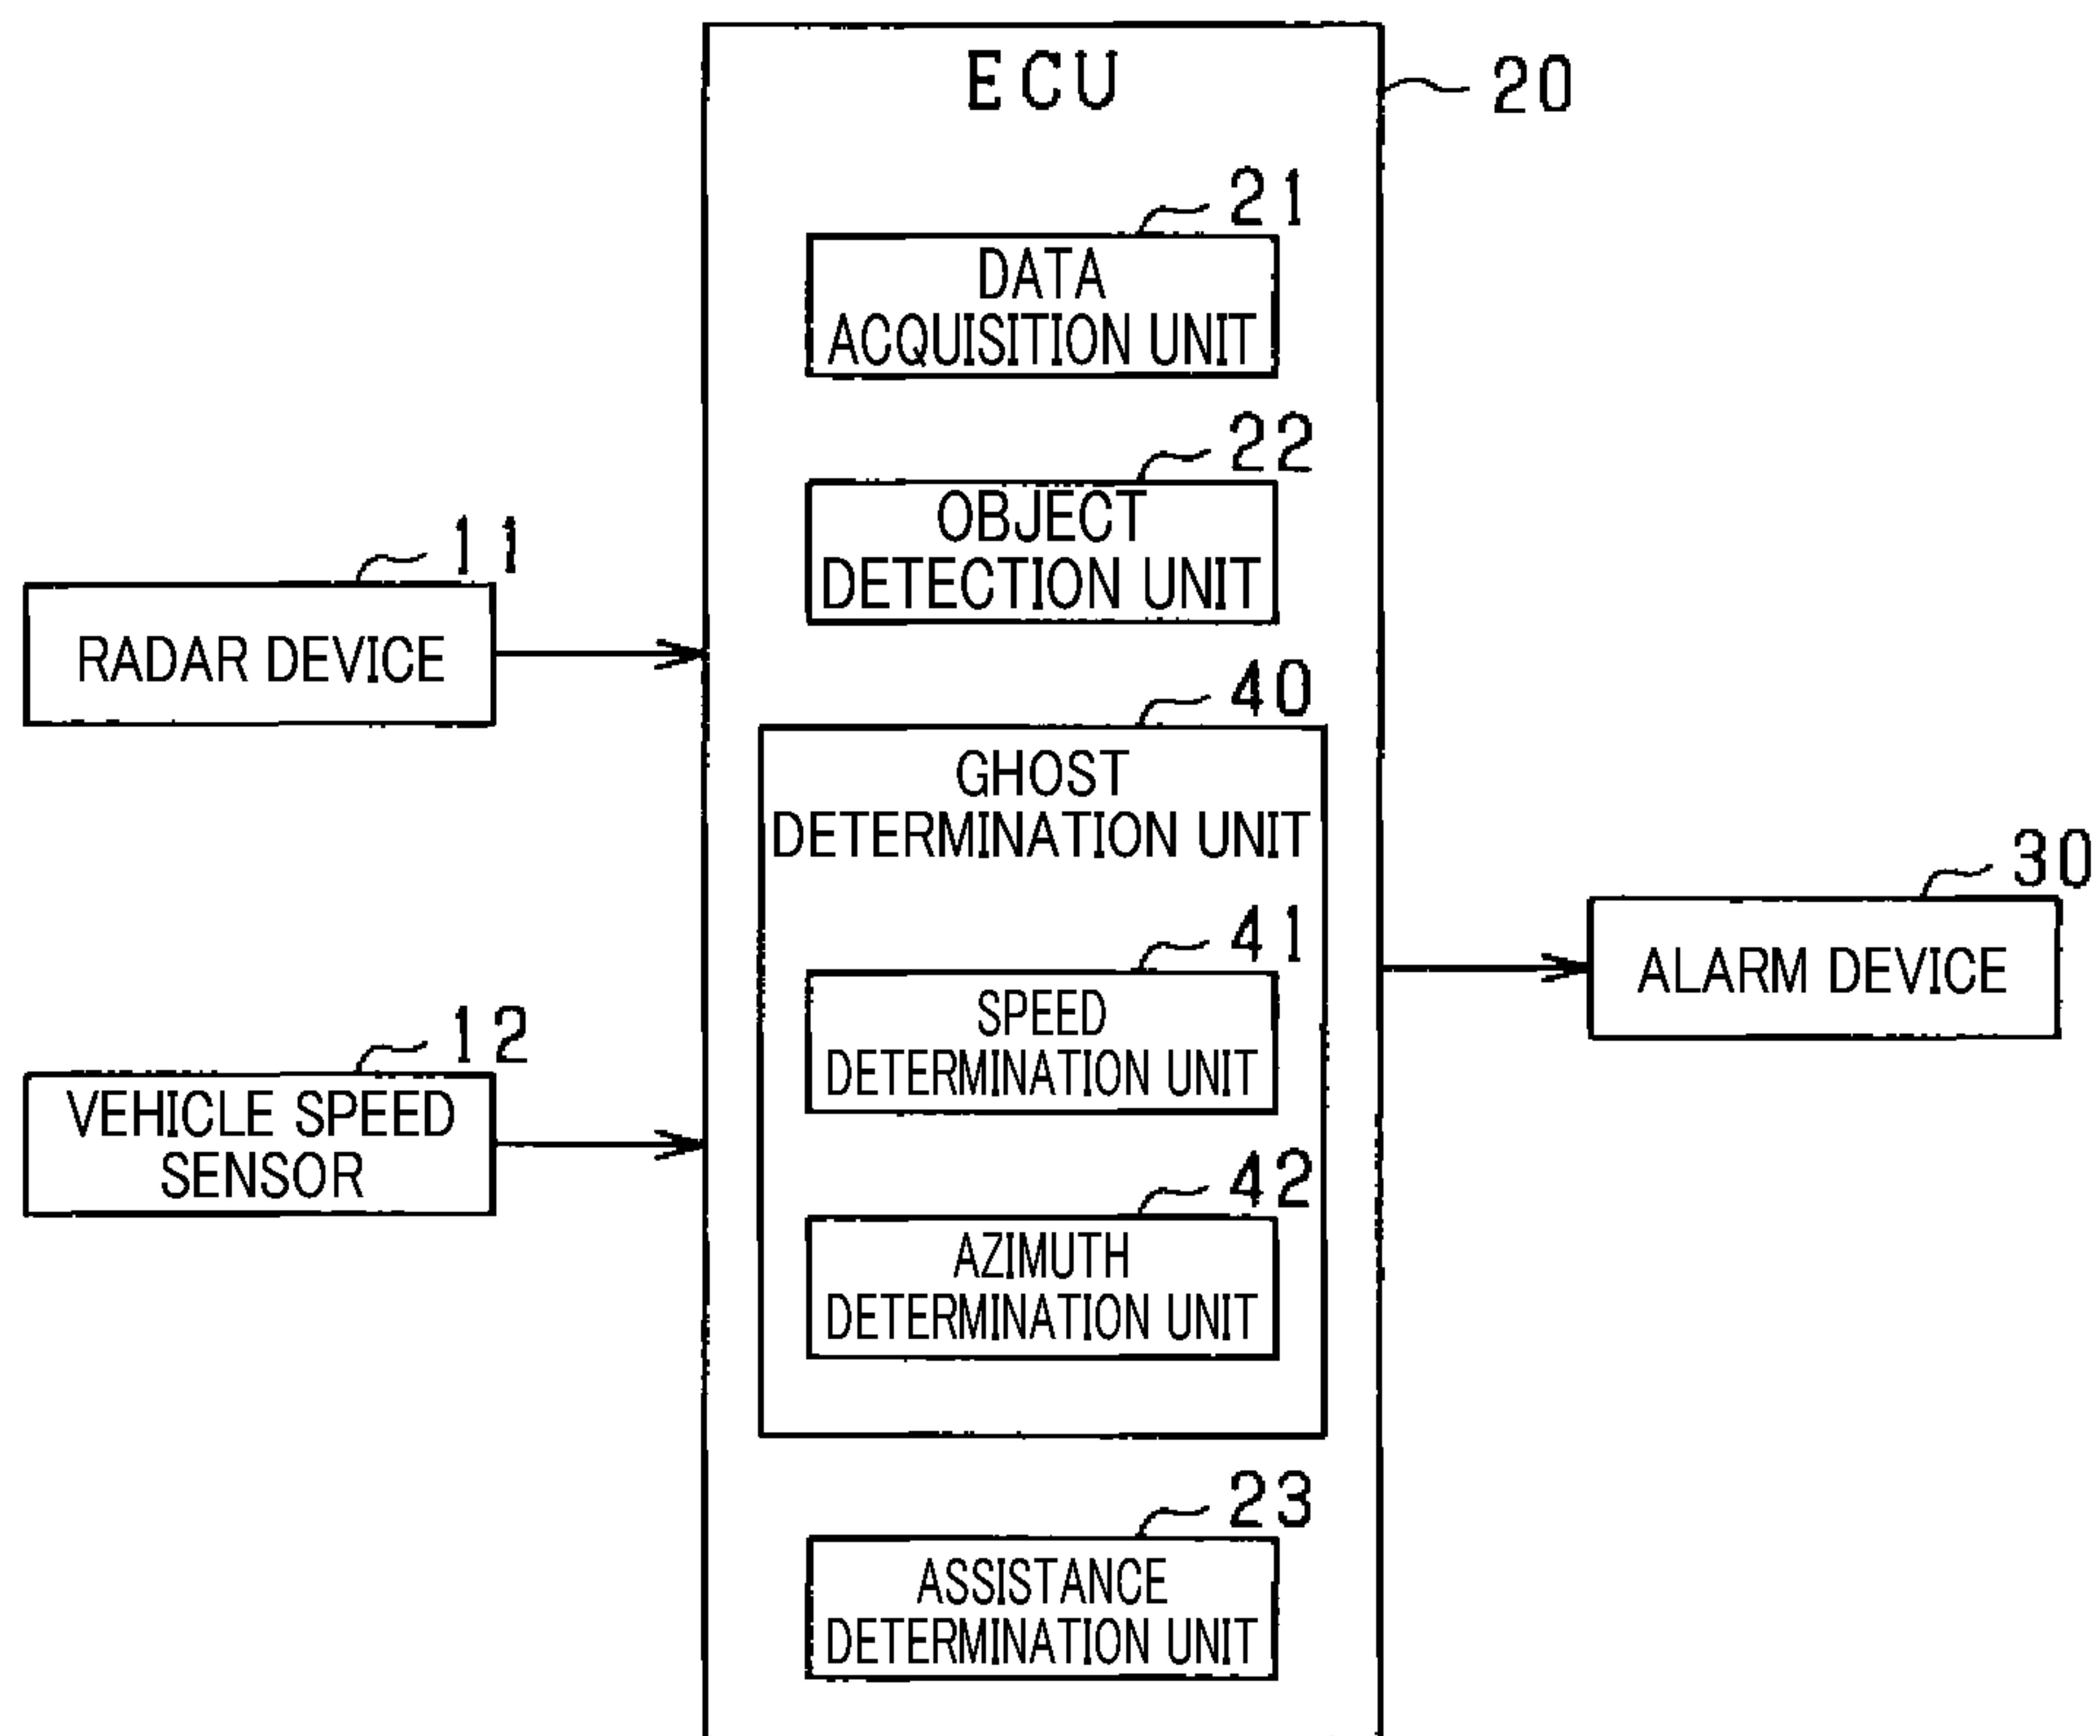 ECU
20
21
DATA
ACQUISITION UNIT
22
OBJECT
DETECTION UNIT
11
RADAR DEVICE
40
GHOST
DETERMINATION UNIT
30
ALARM DEVICE
41
SPEED
DETERMINATION UNIT
12
VEHICLE SPEED
SENSOR
42
AZIMUTH
DETERMINATION UNIT
23
ASSISTANCE
DETERMINATION UNIT